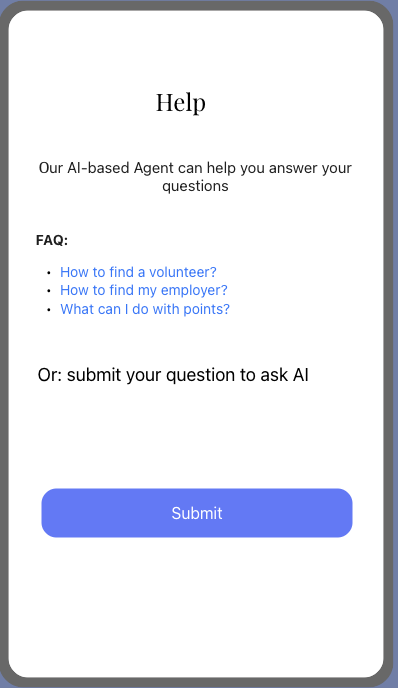 Help
Our AI-based Agent can help you answer your
questions
FAQ:
• How to find a volunteer?
• How to find my employer?
• What can I do with points?
Or: submit your question to ask AI
Submit